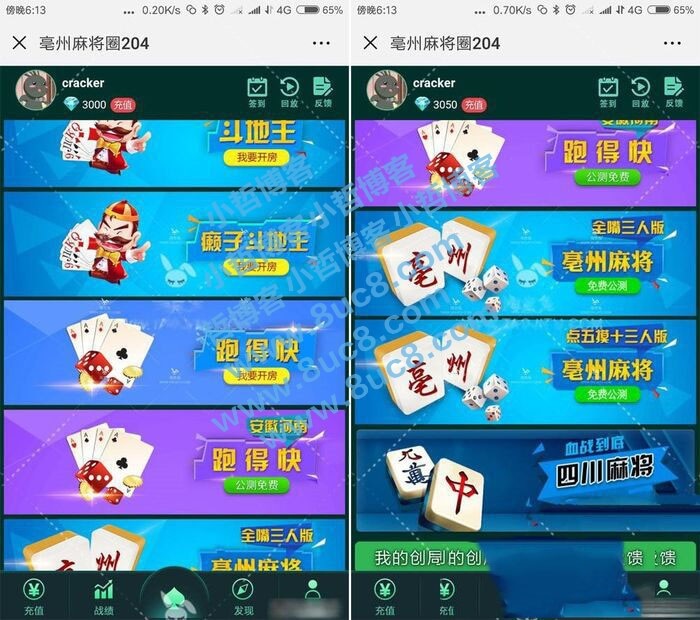 傍晚6:13
0.20K/s
4G
65%
亳州麻将圈204
cracker
3000
充值
签到
回放
反馈
斗地主
我要开房
癞子斗地主
我要开房
跑得快
我要开房
安徽河南
跑得快
公测免费
全嘴三人版
亳州麻将
亳 州
充值
战绩
发现
傍晚6:13
0.70K/s
4G
65%
亳州麻将圈204
cracker
3050
充值
签到
回放
反馈
安徽河南
跑得快
公测免费
全嘴三人版
亳州麻将
免费公测
亳 州
点五摸十三人版
亳州麻将
免费公测
亳 州
血战到底
四川麻将
中
我的创局
的创
馈
馈
充值
充
小哲博客 小哲博客 小哲博客
www.8uc8.com
www.8uc8.com